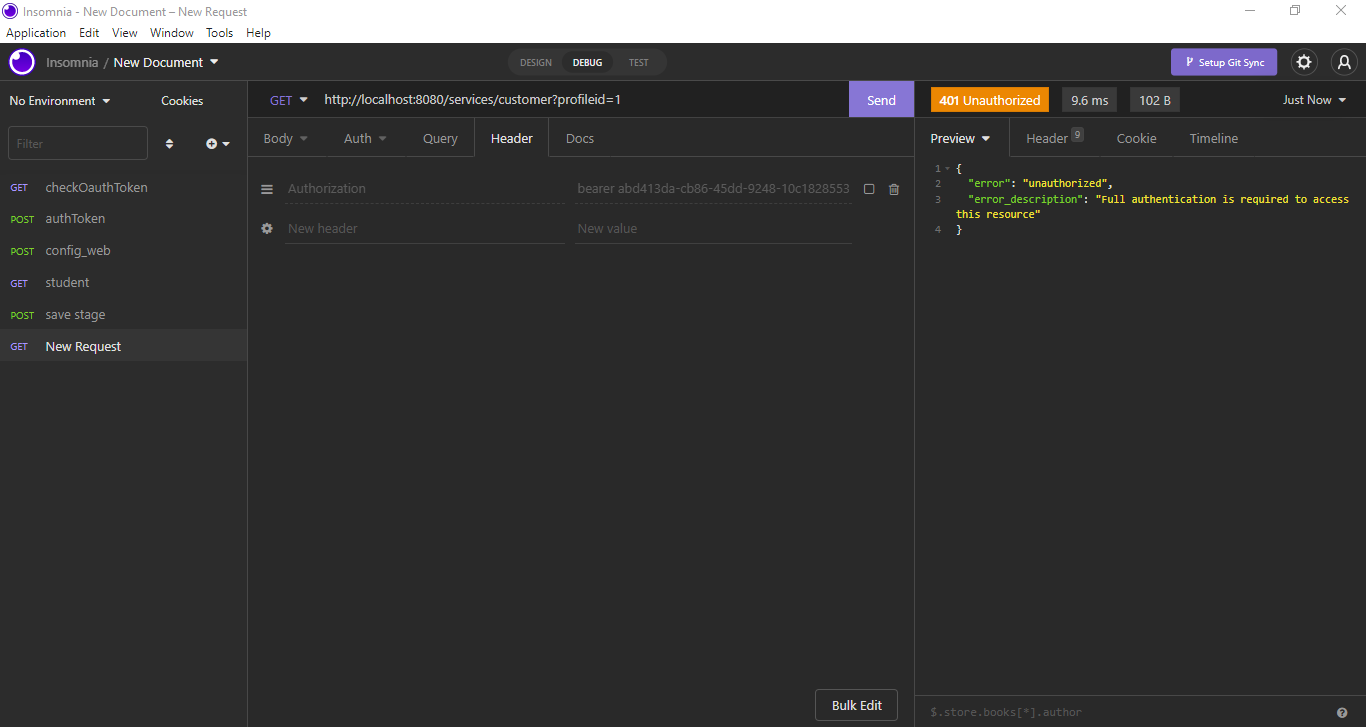 Insomnia - New Document – New Request
Application Edit View Window Tools Help
Insomnia / New Document
DESIGN DEBUG TEST
Setup Git Sync
No Environment Cookies
GET http://localhost:8080/services/customer?profileid=1 Send
401 Unauthorized 9.6 ms 102 B Just Now
Filter
Body Auth Query Header Docs
Preview Header 9 Cookie Timeline
GET checkOauthToken
POST authToken
POST config_web
GET student
POST save stage
GET New Request
Authorization bearer abd413da-cb86-45dd-9248-10c1828553
New header New value
Bulk Edit
1 {
2 "error": "unauthorized",
3 "error_description": "Full authentication is required to access
this resource"
4 }
$.store.books[*].author